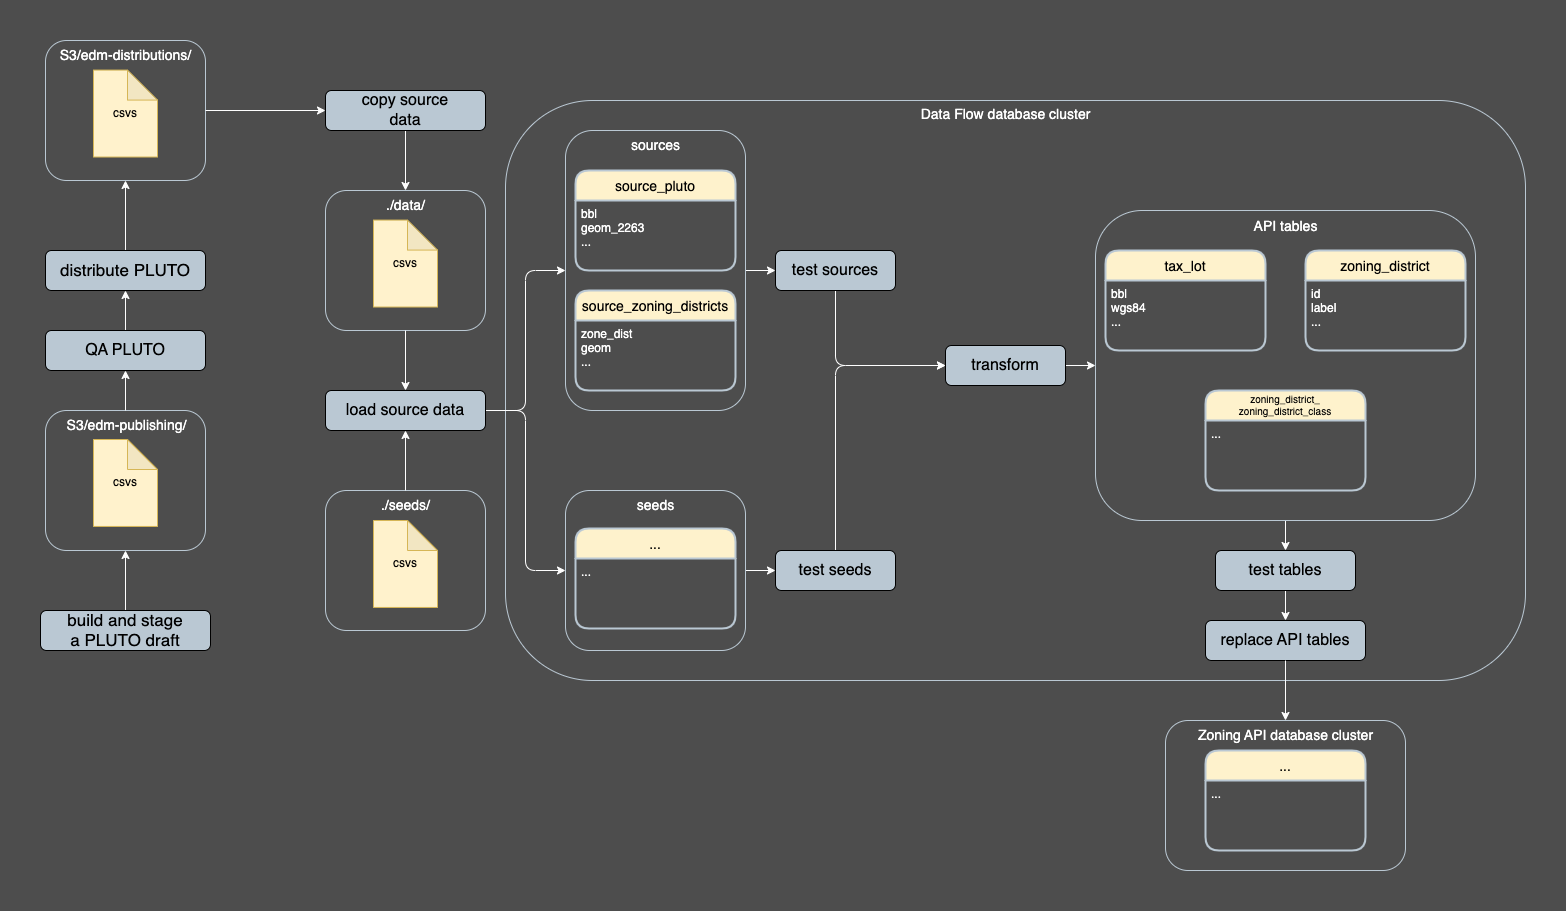 S3/edm-distributions/
csvs
distribute PLUTO
QA PLUTO
S3/edm-publishing/
csvs
build and stage
a PLUTO draft
copy source
data
./data/
csvs
load source data
./seeds/
csvs
Data Flow database cluster
sources
source_pluto
bbl
geom_2263
...
source_zoning_districts
zone_dist
geom
...
seeds
...
...
test sources
test seeds
transform
API tables
tax_lot
bbl
wgs84
...
zoning_district
id
label
...
zoning_district_
zoning_district_class
...
test tables
replace API tables
Zoning API database cluster
...
...